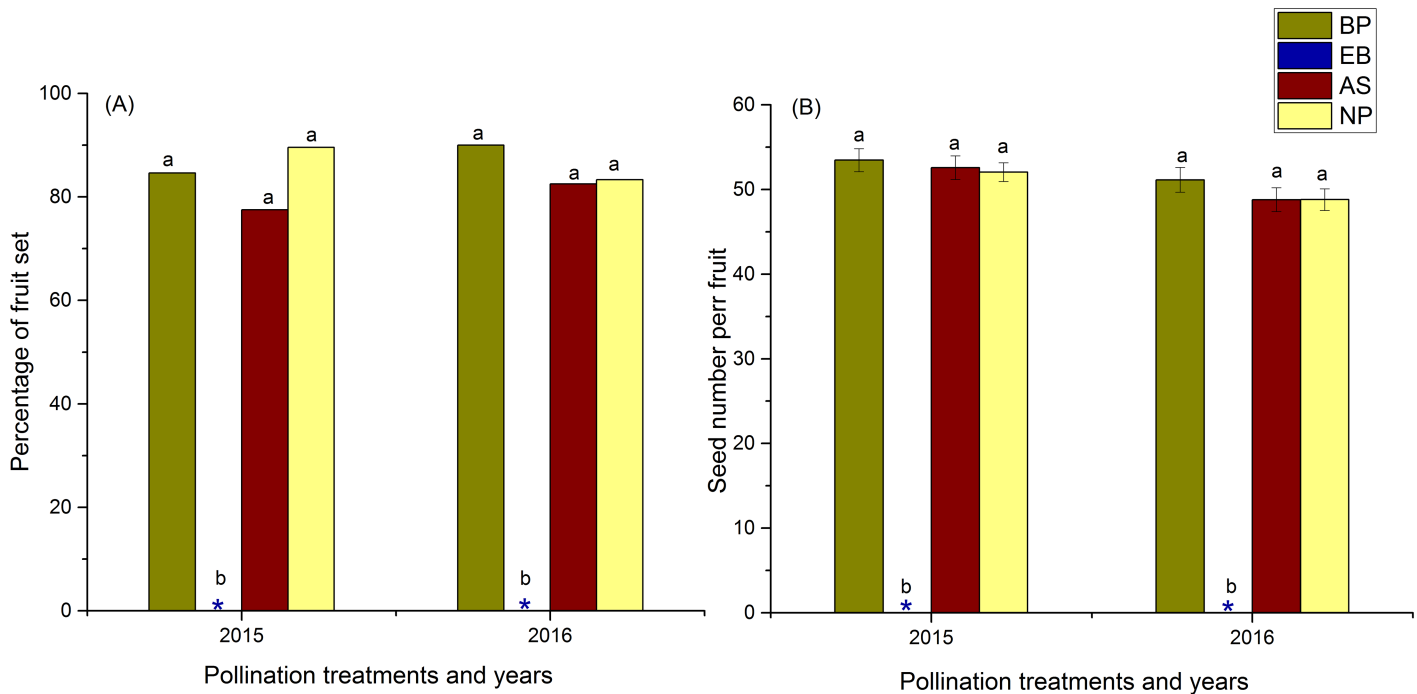 BP
EB
AS
NP
(A)
Percentage of fruit set
100
80
60
40
20
0
a
b
a
a
a
b
a
a
*
*
2015
2016
Pollination treatments and years
(B)
Seed number perr fruit
60
50
40
30
20
10
0
a
b
a
a
a
b
a
a
*
*
2015
2016
Pollination treatments and years